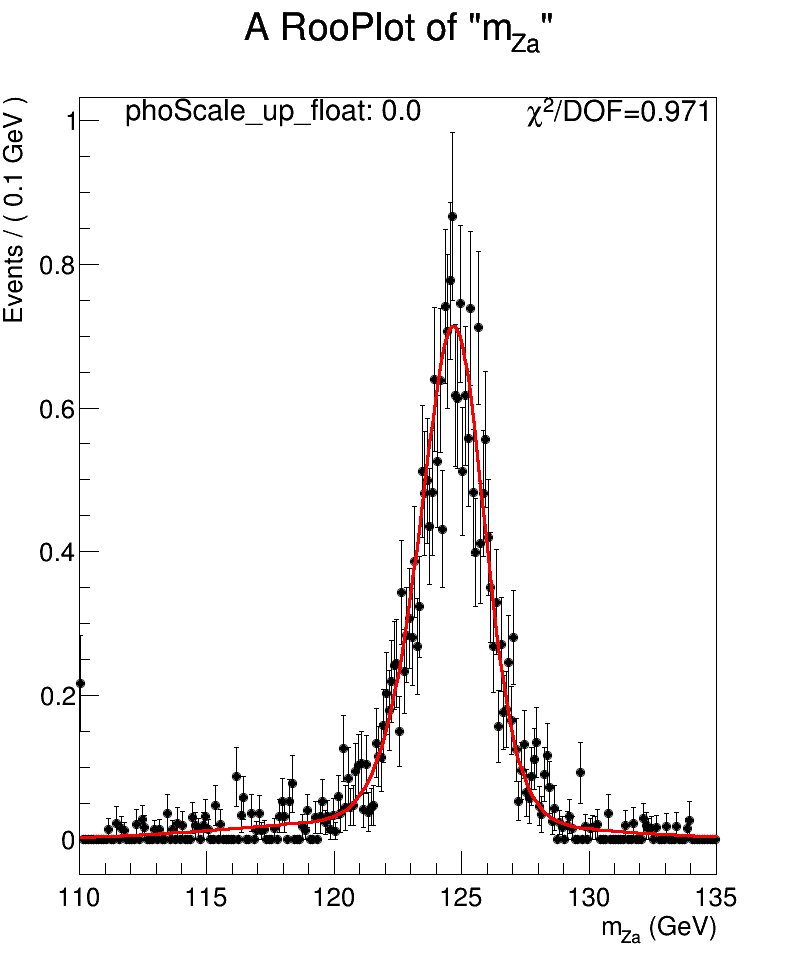 A RooPlot of "m_Za"
phoScale_up_float: 0.0
χ²/DOF=0.971
Events / ( 0.1 GeV )
1
0.8
0.6
0.4
0.2
0
110 115 120 125 130 135
m_Za (GeV)